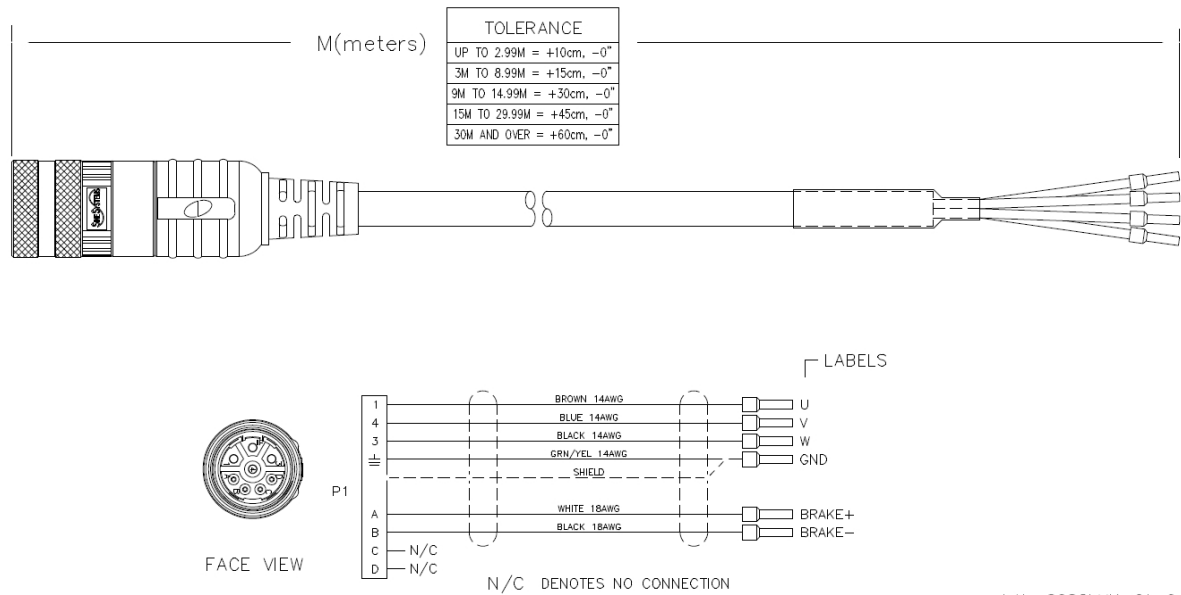 TOLERANCE
M(meters)
UP TO 2.99M = +10cm, -0"
3M TO 8.99M = +15cm, -0"
9M TO 14.99M = +30cm, -0"
15M TO 29.99M = +45cm, -0"
30M AND OVER = +60cm, -0"
LABELS
1 BROWN 14AWG U
4 BLUE 14AWG V
3 BLACK 14AWG W
GRN/YEL 14AWG GND
SHIELD
P1
A WHITE 18AWG BRAKE+
B BLACK 18AWG BRAKE-
C N/C
D N/C
FACE VIEW
N/C DENOTES NO CONNECTION